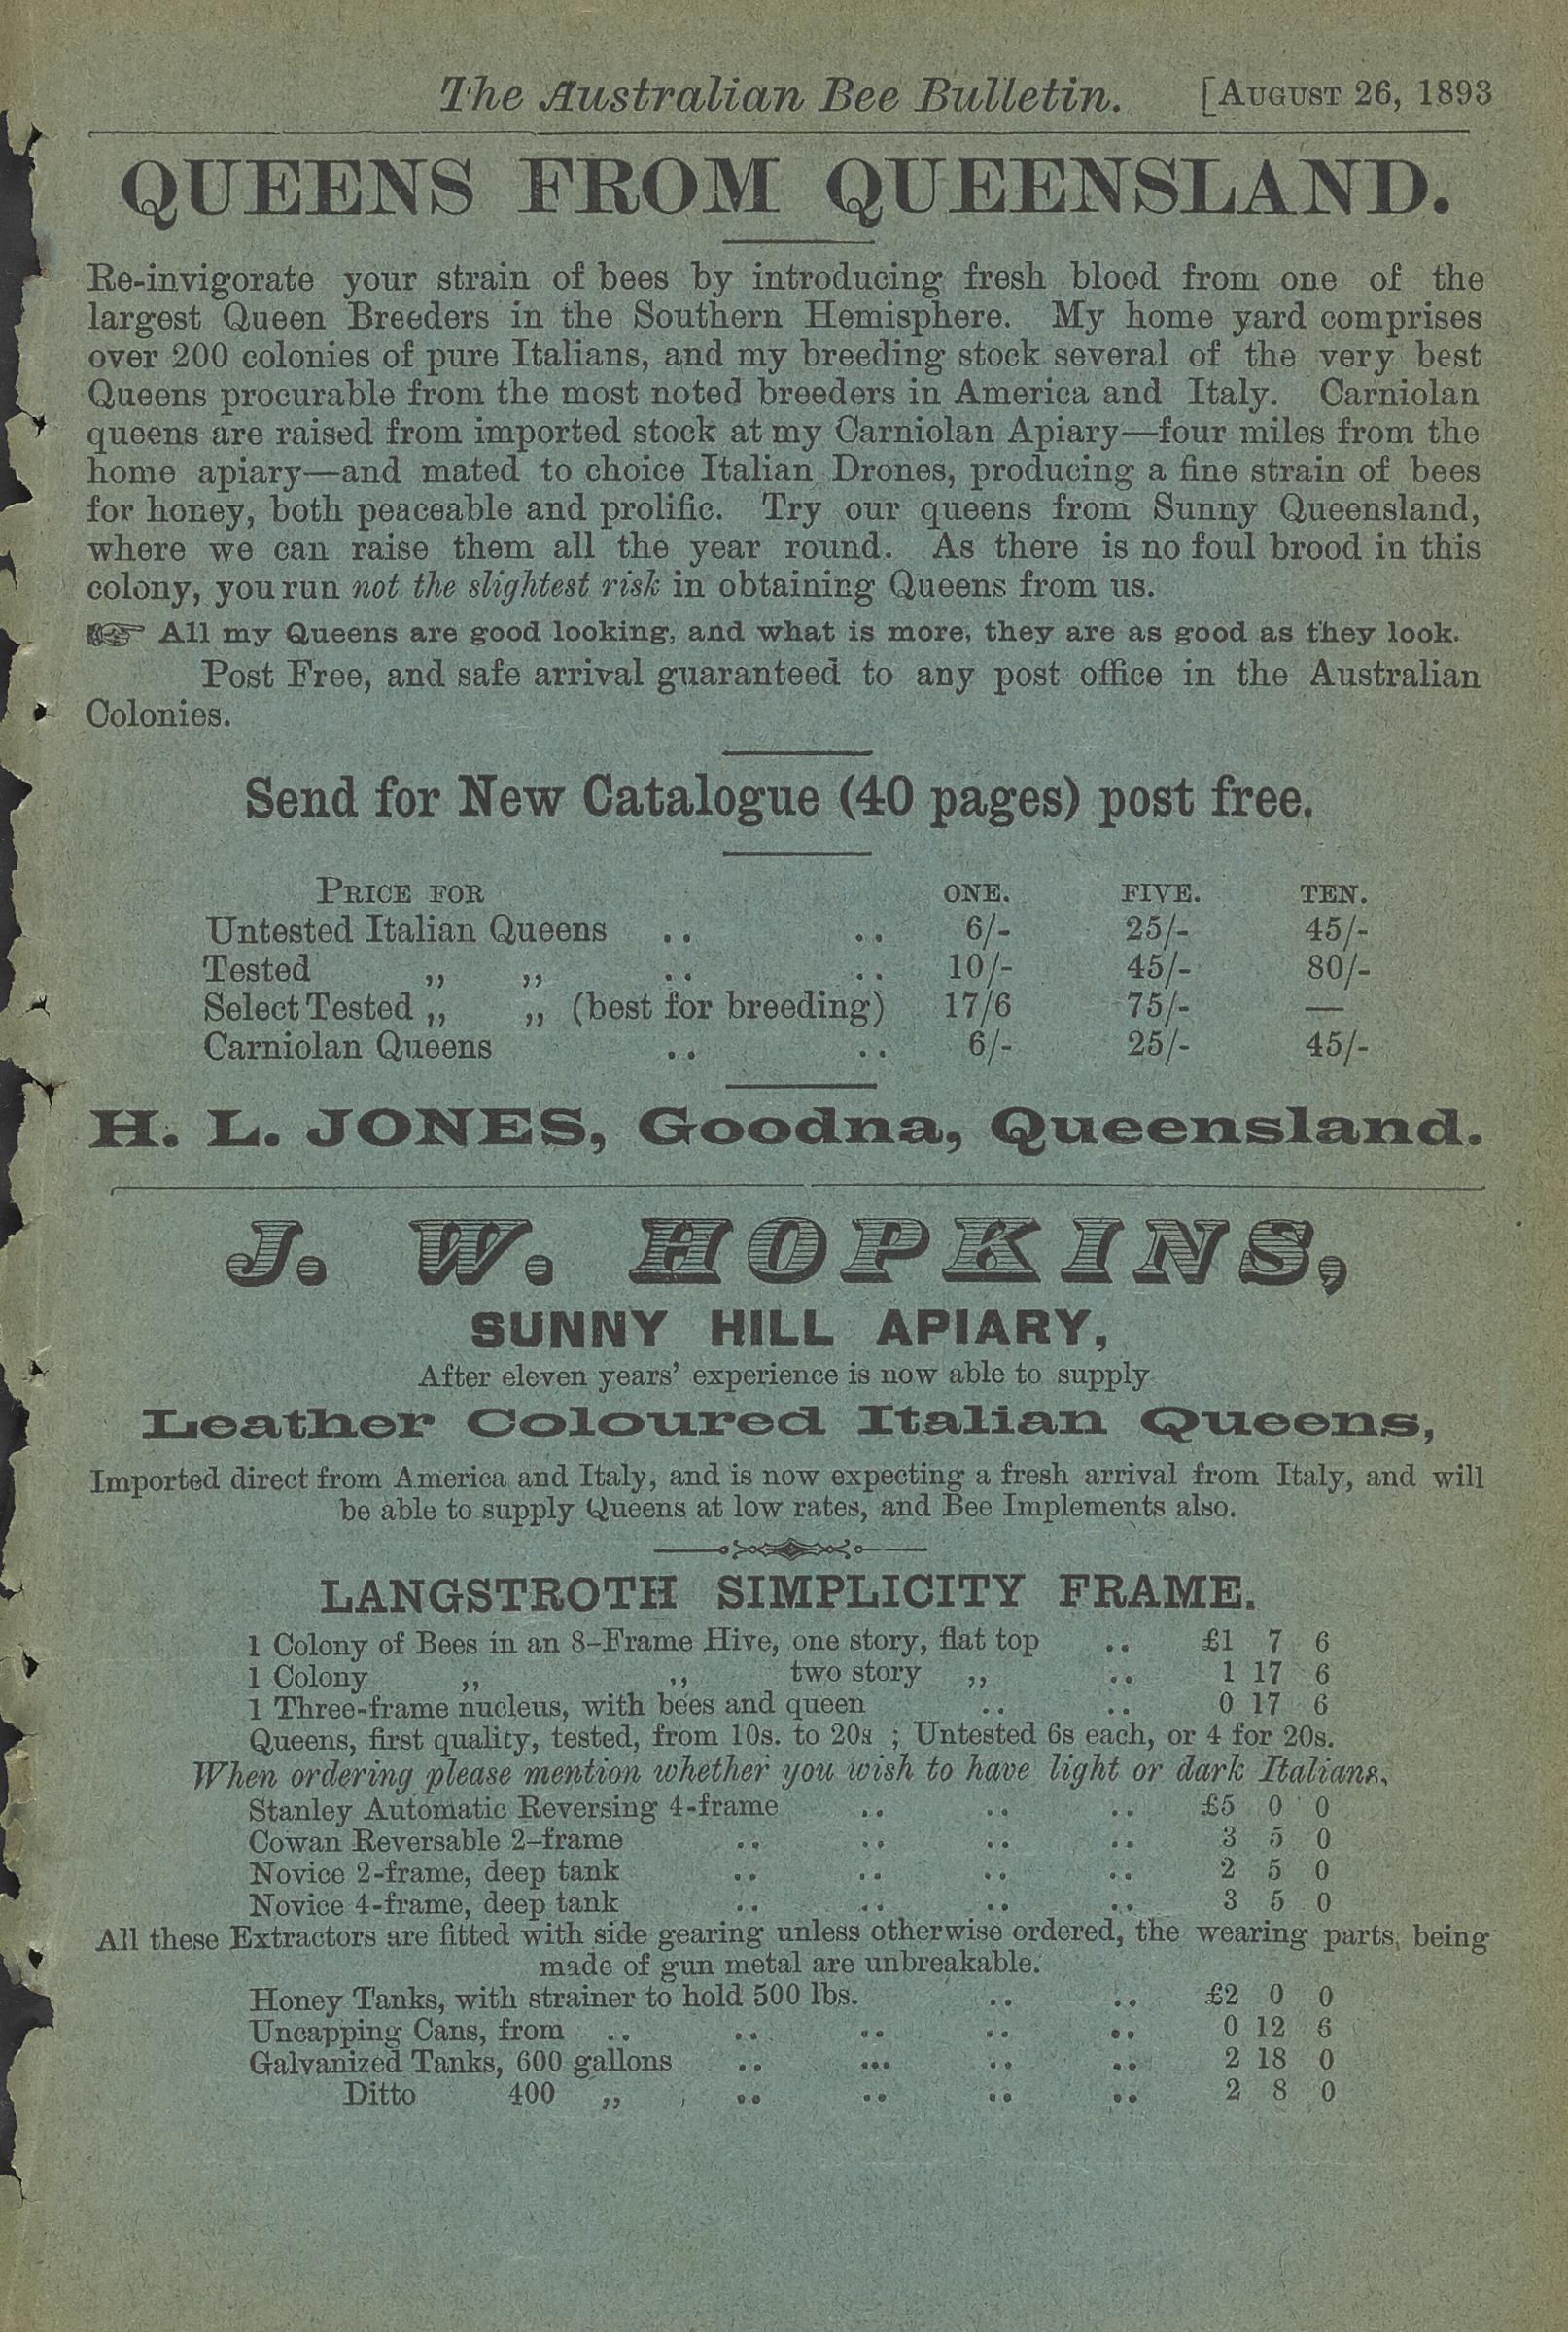 The Australian Bee Bulletin. [AUGUST 26, 1893
QUEENS FROM QUEENSLAND.
Re-invigorate your strain of bees by introducing fresh blood from one of the
largest Queen Breeders in the Southern Hemisphere. My home yard comprises
over 200 colonies of pure Italians, and my breeding stock several of the very best
Queens procurable from the most noted breeders in America and Italy. Carniolan
queens are raised from imported stock at my Carniolan Apiary—four miles from the
home apiary—and mated to choice Italian Drones, producing a fine strain of bees
for honey, both peaceable and prolific. Try our queens from Sunny Queensland,
where we can raise them all the year round. As there is no foul brood in this
colony, you run not the slightest risk in obtaining Queens from us.
☞ All my Queens are good looking, and what is more, they are as good as they look.
Post Free, and safe arrival guaranteed to any post office in the Australian
Colonies.
Send for New Catalogue (40 pages) post free.
PRICE FOR ONE. FIVE. TEN.
Untested Italian Queens .. .. 6/- 25/- 45/-
Tested ,, ,, .. .. 10/- 45/- 80/-
Select Tested ,, ,, (best for breeding) 17/6 75/- —
Carniolan Queens .. .. 6/- 25/- 45/-
H. L. JONES, Goodna, Queensland.
J. W. HOPKINS,
SUNNY HILL APIARY,
After eleven years' experience is now able to supply
Leather Coloured Italian Queens,
Imported direct from America and Italy, and is now expecting a fresh arrival from Italy, and will
be able to supply Queens at low rates, and Bee Implements also.
LANGSTROTH SIMPLICITY FRAME.
1 Colony of Bees in an 8-Frame Hive, one story, flat top .. £1 7 6
1 Colony ,, ,, two story ,, .. 1 17 6
1 Three-frame nucleus, with bees and queen .. .. 0 17 6
Queens, first quality, tested, from 10s. to 20s ; Untested 6s each, or 4 for 20s.
When ordering please mention whether you wish to have light or dark Italians.
Stanley Automatic Reversing 4-frame .. .. .. £5 0 0
Cowan Reversable 2-frame .. .. .. .. 3 5 0
Novice 2-frame, deep tank .. .. .. .. 2 5 0
Novice 4-frame, deep tank .. .. .. .. 3 5 0
All these Extractors are fitted with side gearing unless otherwise ordered, the wearing parts, being
made of gun metal are unbreakable.
Honey Tanks, with strainer to hold 500 lbs. .. .. £2 0 0
Uncapping Cans, from .. .. .. .. .. 0 12 6
Galvanized Tanks, 600 gallons .. ... .. .. 2 18 0
Ditto 400 ,, .. .. .. .. 2 8 0